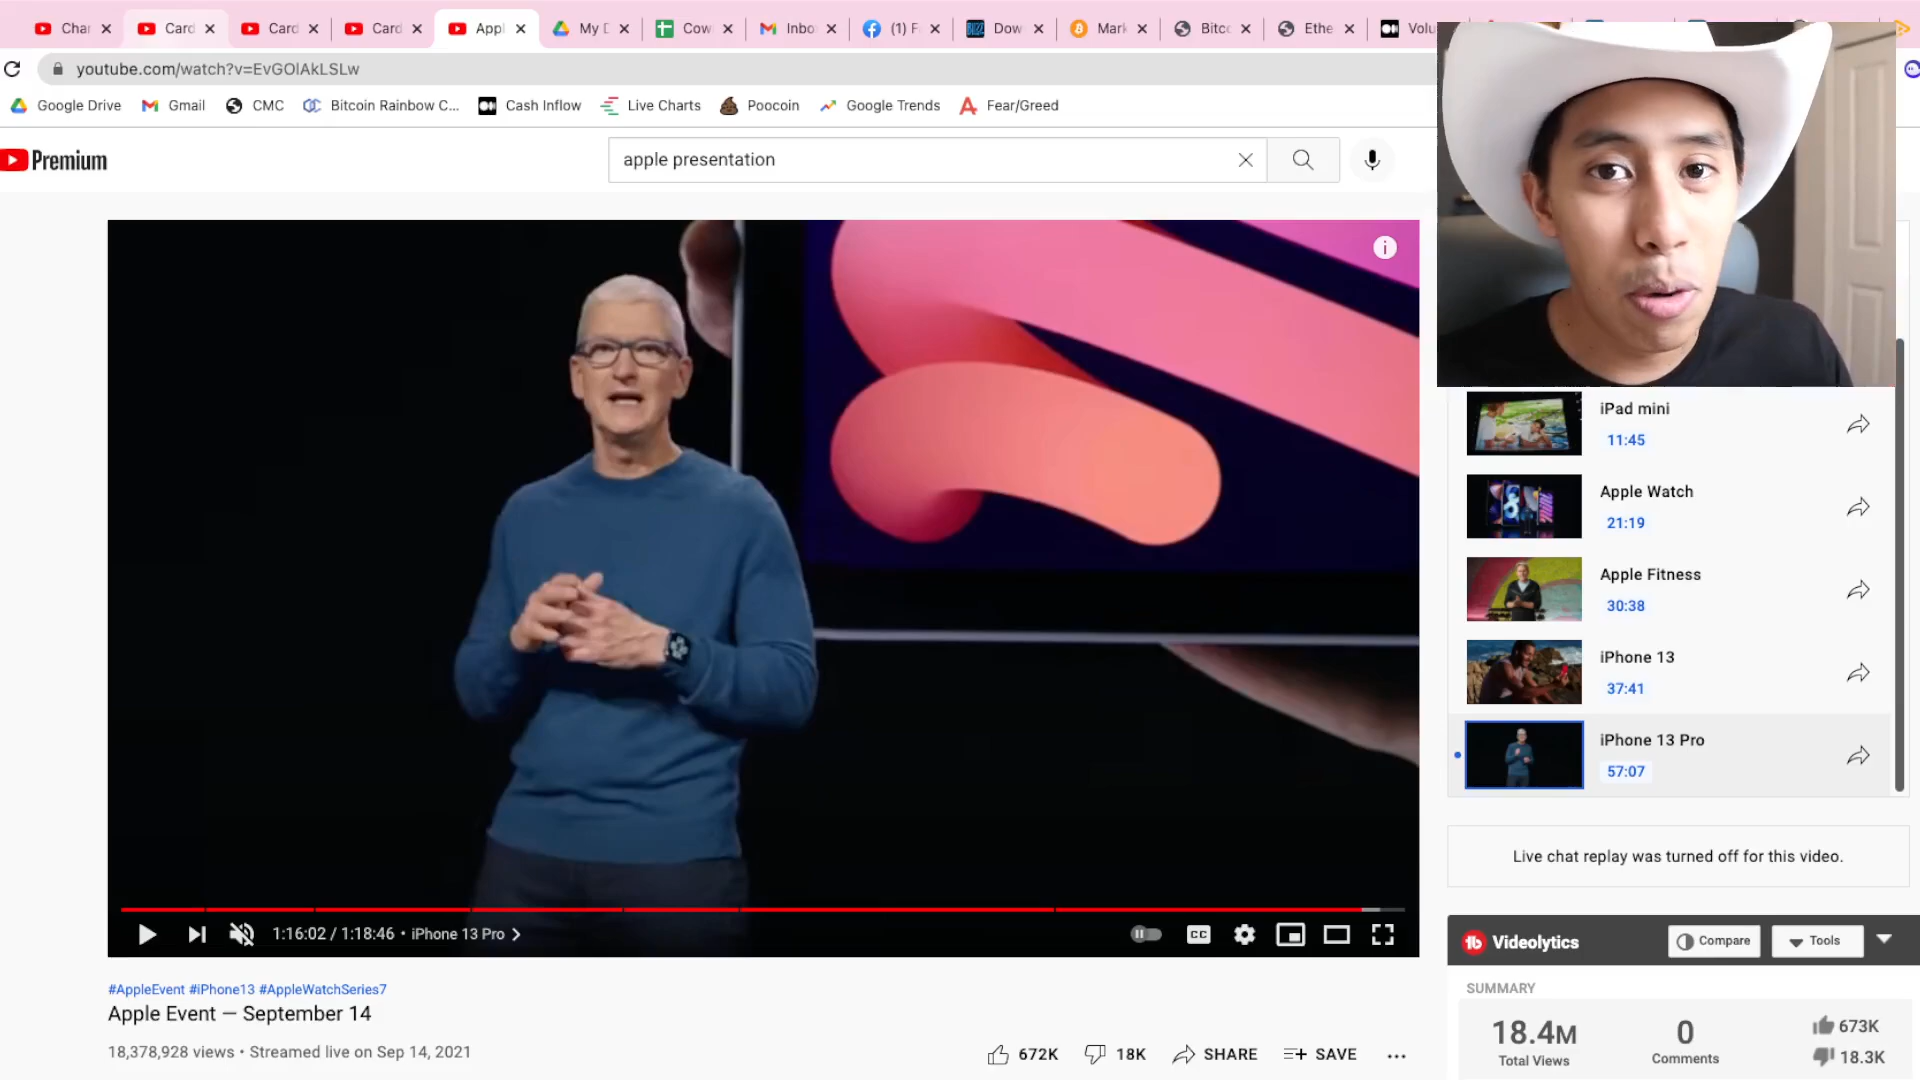 Char
Card
Card
Card
Appl
My D
Cow
Inbo
(1) F
Dow
Mark
Bitco
Ethe
Volu
youtube.com/watch?v=EvGOlAkLSLw
Google Drive
Gmail
CMC
Bitcoin Rainbow C...
Cash Inflow
Live Charts
Poocoin
Google Trends
Fear/Greed
Premium
apple presentation
iPad mini
11:45
Apple Watch
21:19
Apple Fitness
30:38
iPhone 13
37:41
iPhone 13 Pro
57:07
Live chat replay was turned off for this video.
1:16:02 / 1:18:46 • iPhone 13 Pro
CC
#AppleEvent #iPhone13 #AppleWatchSeries7
Apple Event — September 14
18,378,928 views • Streamed live on Sep 14, 2021
672K
18K
SHARE
SAVE
Videolytics
Compare
Tools
SUMMARY
18.4M
Total Views
0
Comments
673K
18.3K